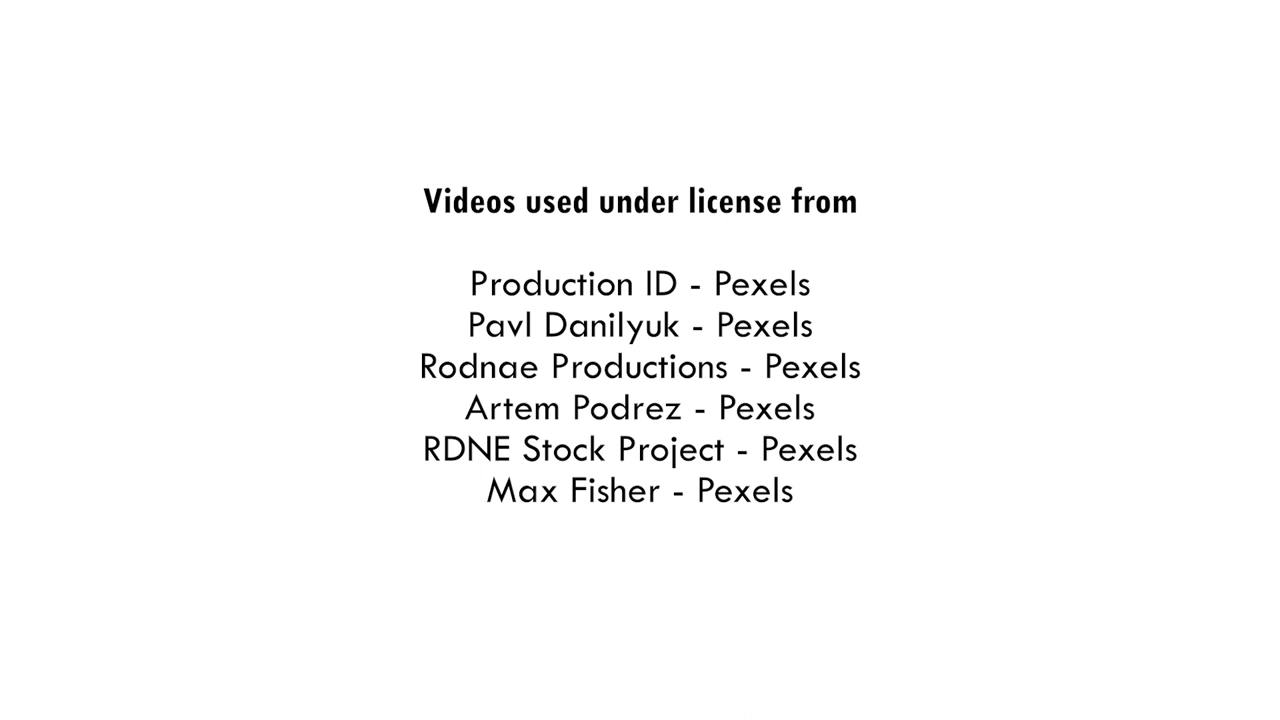 Videos used under license from
Production ID - Pexels
Pavl Danilyuk - Pexels
Rodnae Productions - Pexels
Artem Podrez - Pexels
RDNE Stock Project - Pexels
Max Fisher - Pexels